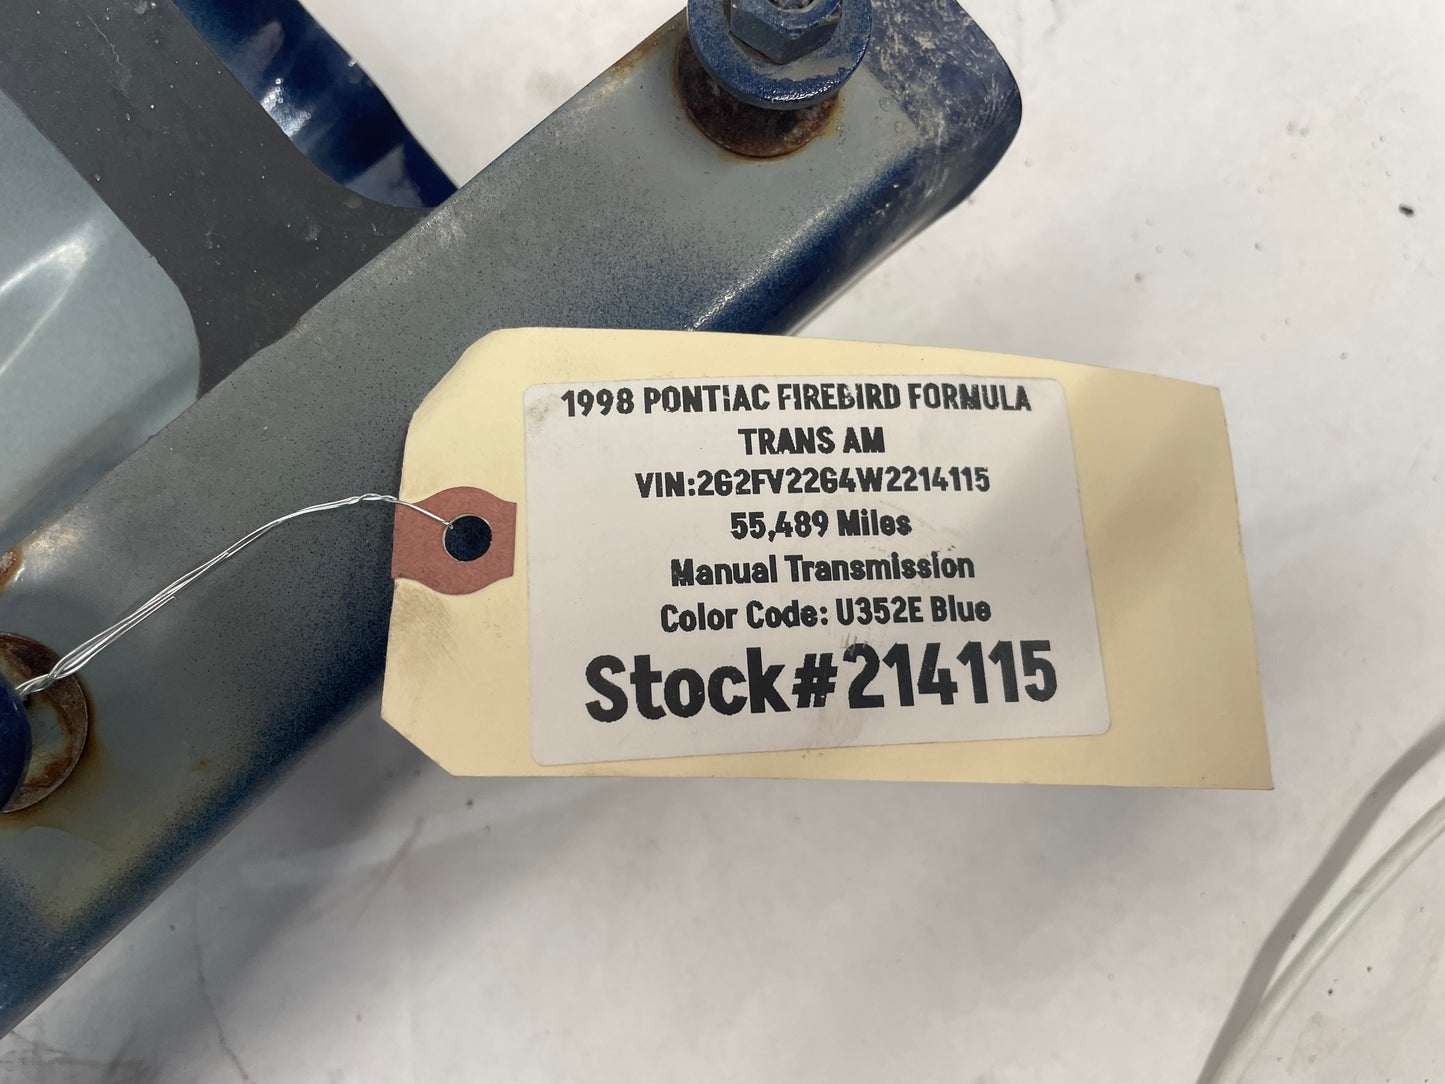 1998 PONTIAC FIREBIRD FORMULA
TRANS AM
VIN:2G2FV22G4W2214115
55,489 Miles
Manual Transmission
Color Code: U352E Blue
Stock#214115